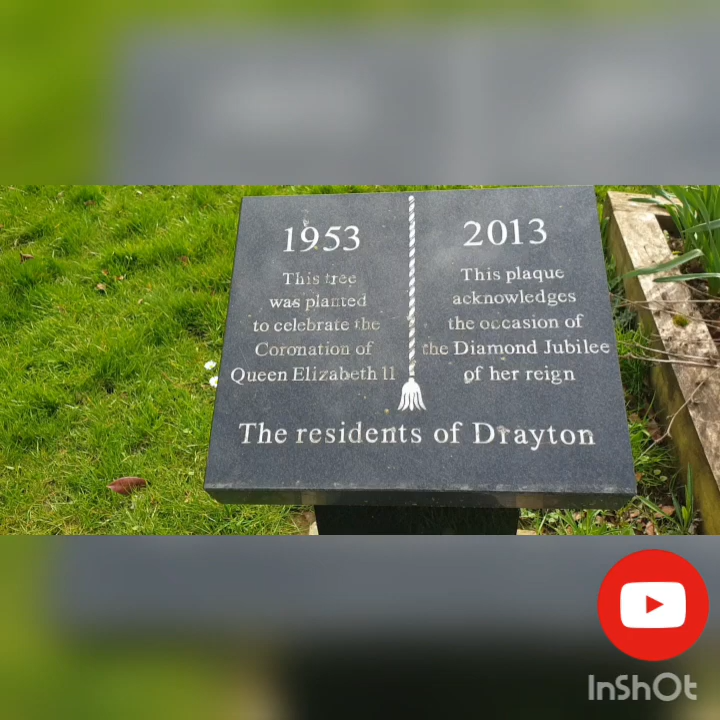 1953
This tree
was planted
to celebrate the
Coronation of
Queen Elizabeth ll
2013
This plaque
acknowledges
the occasion of
the Diamond Jubilee
of her reign
The residents of Drayton
InShOt